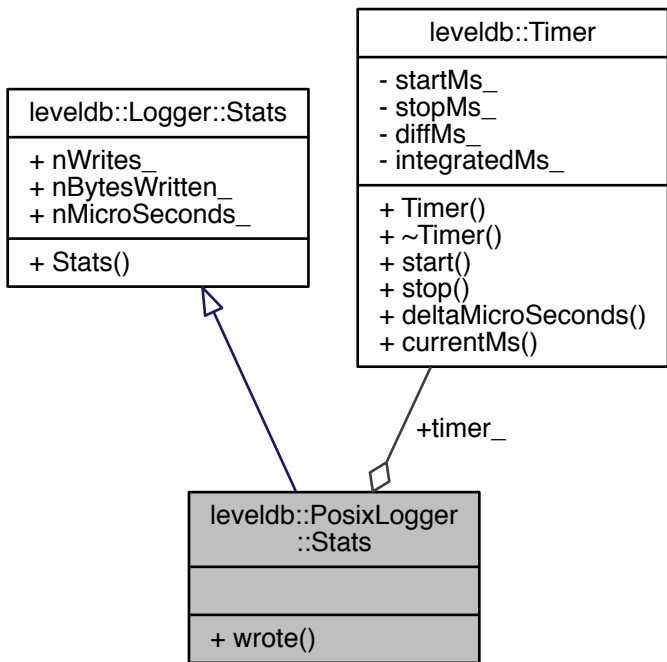 leveldb::Timer
- startMs_
- stopMs_
- diffMs_
- integratedMs_
+ Timer()
+ ~Timer()
+ start()
+ stop()
+ deltaMicroSeconds()
+ currentMs()
leveldb::Logger::Stats
+ nWrites_
+ nBytesWritten_
+ nMicroSeconds_
+ Stats()
+timer_
leveldb::PosixLogger
::Stats
+ wrote()